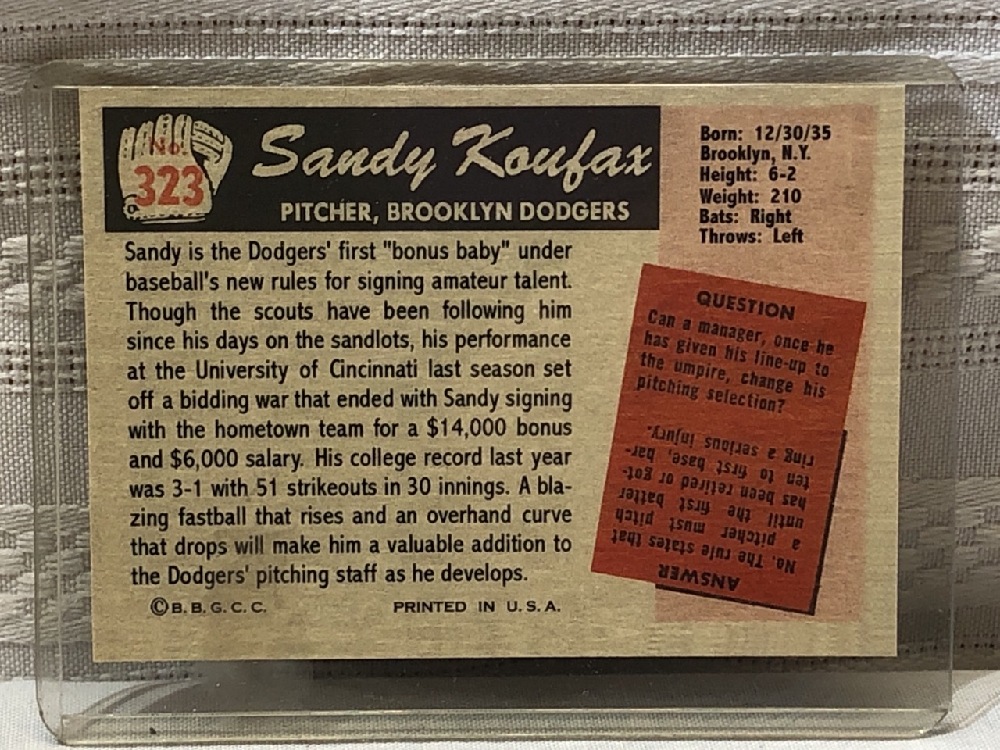 No.
323
Sandy Koufax
PITCHER, BROOKLYN DODGERS
Born: 12/30/35
Brooklyn, N.Y.
Height: 6-2
Weight: 210
Bats: Right
Throws: Left
Sandy is the Dodgers' first "bonus baby" under
baseball's new rules for signing amateur talent.
Though the scouts have been following him
since his days on the sandlots, his performance
at the University of Cincinnati last season set
off a bidding war that ended with Sandy signing
with the hometown team for a $14,000 bonus
and $6,000 salary. His college record last year
was 3-1 with 51 strikeouts in 30 innings. A bla-
zing fastball that rises and an overhand curve
that drops will make him a valuable addition to
the Dodgers' pitching staff as he develops.
©B.B.G.C.C.
PRINTED IN U.S.A.
QUESTION
Can a manager, once he
has given his line-up to
the umpire, change his
pitching selection?
ANSWER
No. The rule states that
a pitcher must pitch
until the first batter
has been retired or got-
ten to first base, bar-
ring a serious injury.